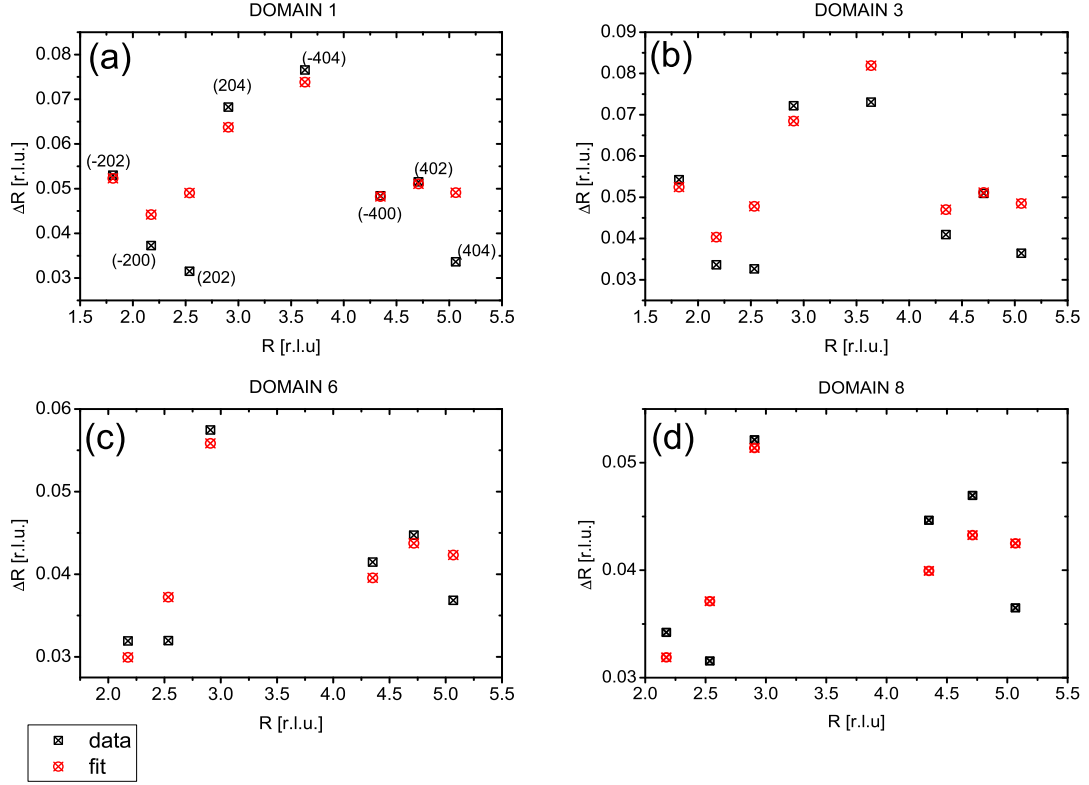 DOMAIN 1
(a)
(-404)
(204)
(-202)
(402)
(-400)
(-200)
(202)
(404)
0.08
0.07
0.06
0.05
0.04
0.03
ΔR [r.l.u.]
1.5 2.0 2.5 3.0 3.5 4.0 4.5 5.0 5.5
R [r.l.u]
DOMAIN 3
(b)
0.09
0.08
0.07
0.06
0.05
0.04
0.03
ΔR [r.l.u.]
1.5 2.0 2.5 3.0 3.5 4.0 4.5 5.0 5.5
R [r.l.u.]
DOMAIN 6
(c)
0.06
0.05
0.04
0.03
ΔR [r.l.u.]
2.0 2.5 3.0 3.5 4.0 4.5 5.0 5.5
R [r.l.u.]
DOMAIN 8
(d)
0.05
0.04
0.03
ΔR [r.l.u.]
2.0 2.5 3.0 3.5 4.0 4.5 5.0 5.5
R [r.l.u]
data
fit